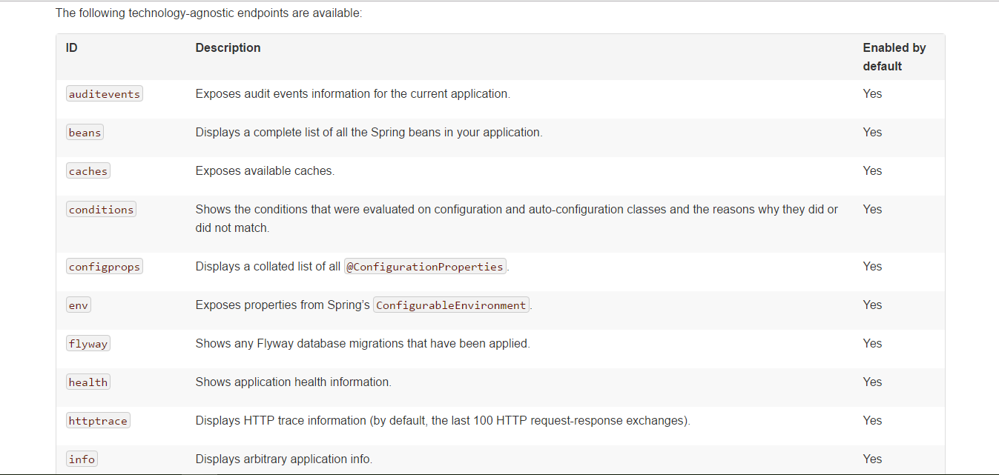 The following technology-agnostic endpoints are available:
ID Description Enabled by
default
auditevents Exposes audit events information for the current application. Yes
beans Displays a complete list of all the Spring beans in your application. Yes
caches Exposes available caches. Yes
conditions Shows the conditions that were evaluated on configuration and auto-configuration classes and the reasons why they did or Yes
did not match.
configprops Displays a collated list of all @ConfigurationProperties. Yes
env Exposes properties from Spring’s ConfigurableEnvironment. Yes
flyway Shows any Flyway database migrations that have been applied. Yes
health Shows application health information. Yes
httptrace Displays HTTP trace information (by default, the last 100 HTTP request-response exchanges). Yes
info Displays arbitrary application info. Yes